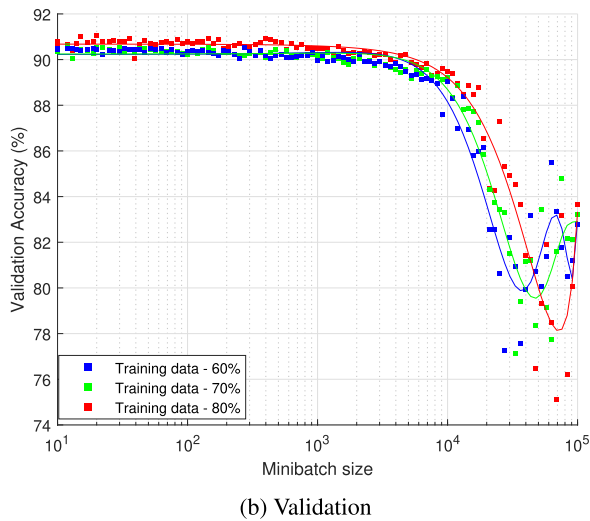 92
90
88
86
84
82
80
78
76
74
Validation Accuracy (%)
Training data - 60%
Training data - 70%
Training data - 80%
10^1 10^2 10^3 10^4 10^5
Minibatch size
(b) Validation